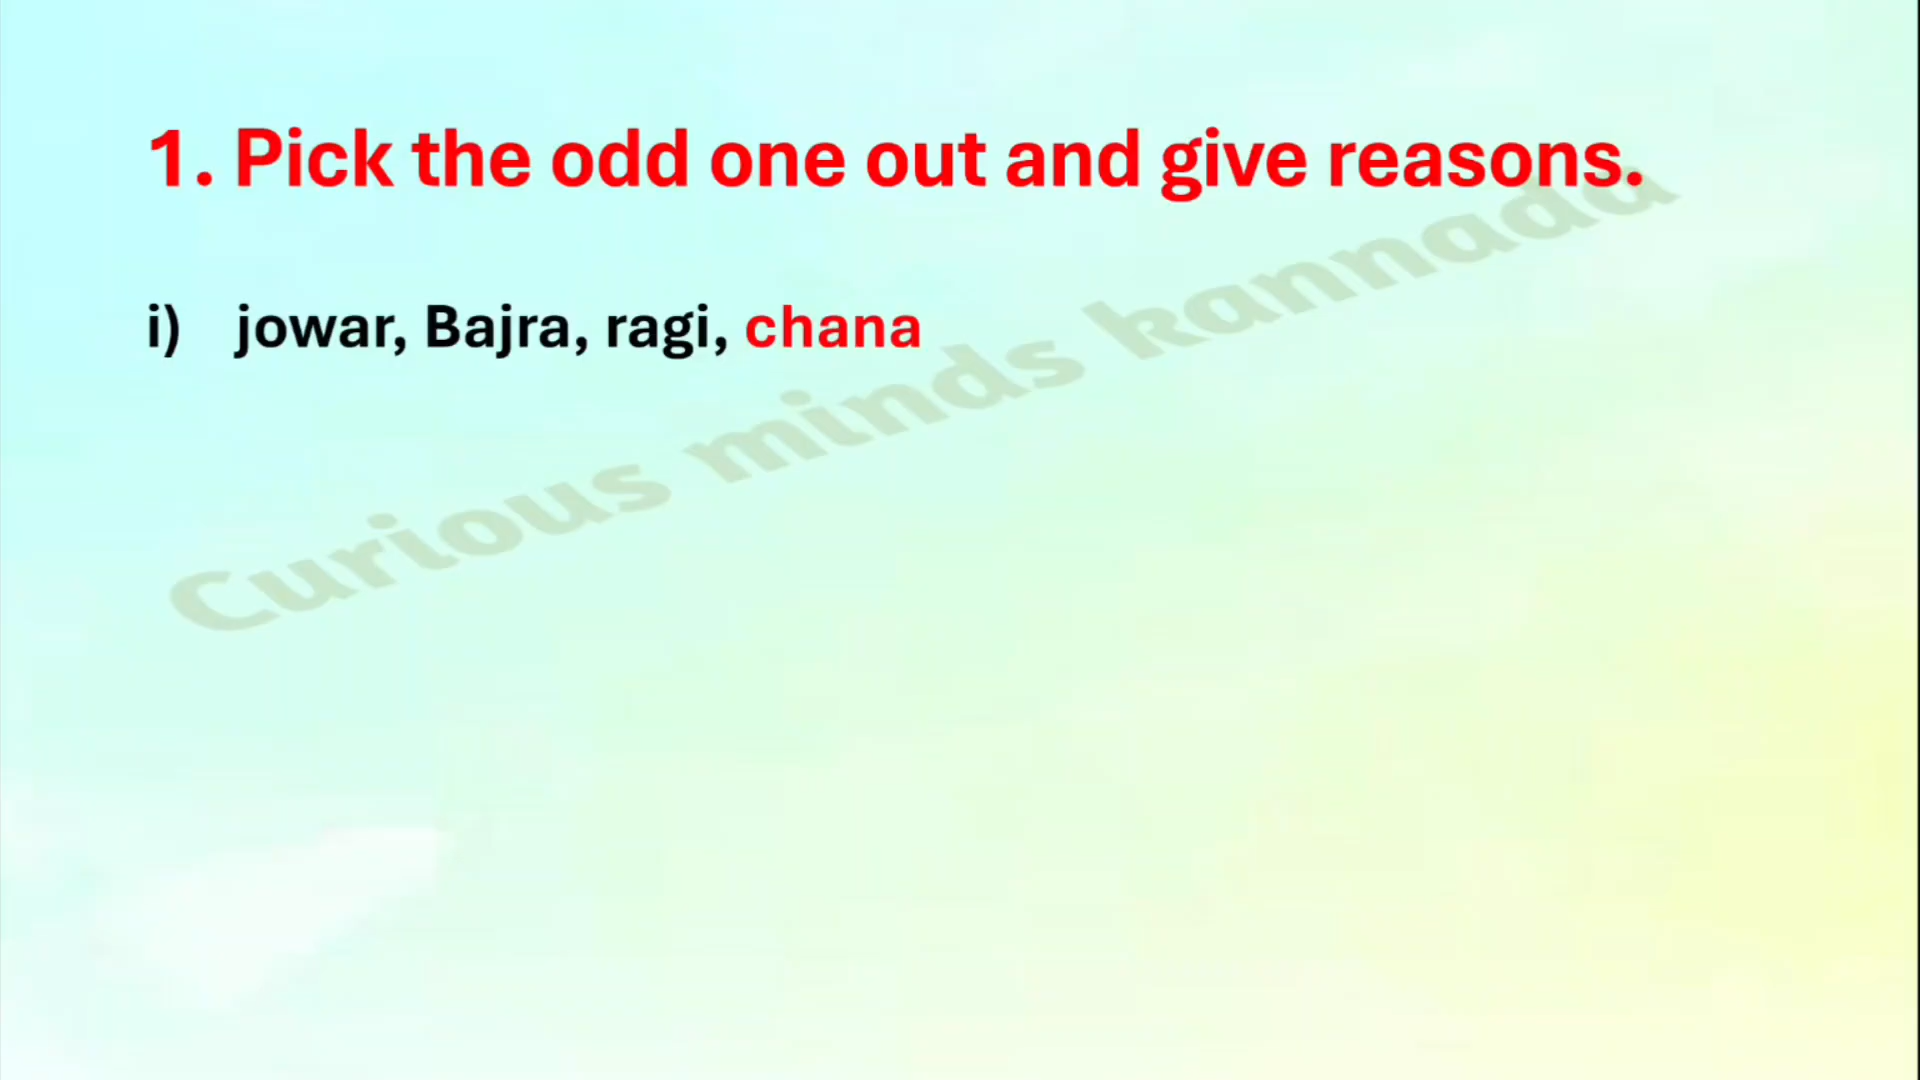 1. Pick the odd one out and give reasons.
i) jowar, Bajra, ragi, chana
Curious minds kannada